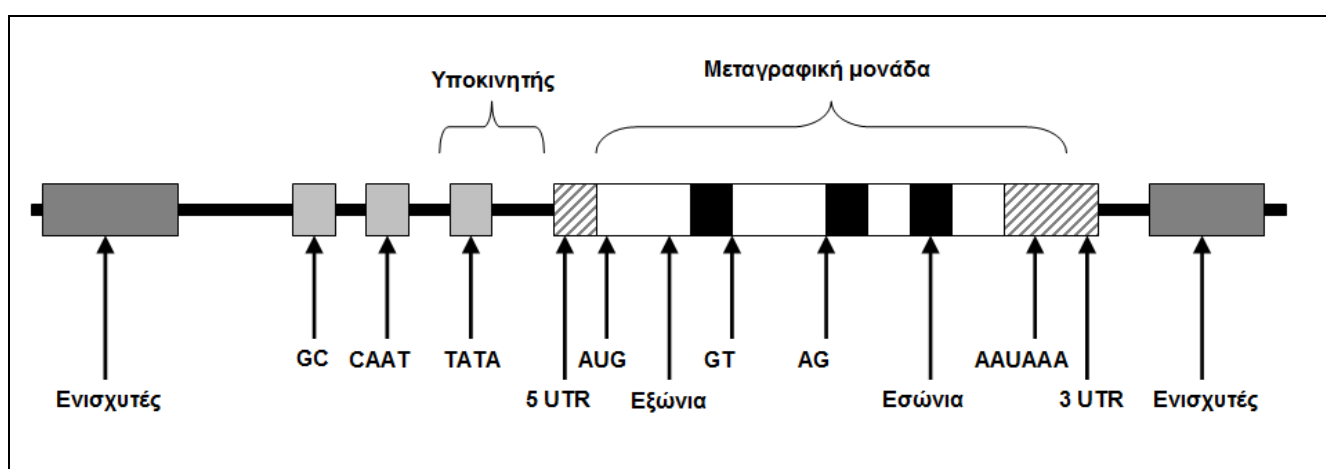 Υποκινητής
Μεταγραφική μονάδα
GC
CAAT
TATA
AUG
GT
AG
AAUAAA
Ενισχυτές
5 UTR
Εξώνια
Εσώνια
3 UTR
Ενισχυτές